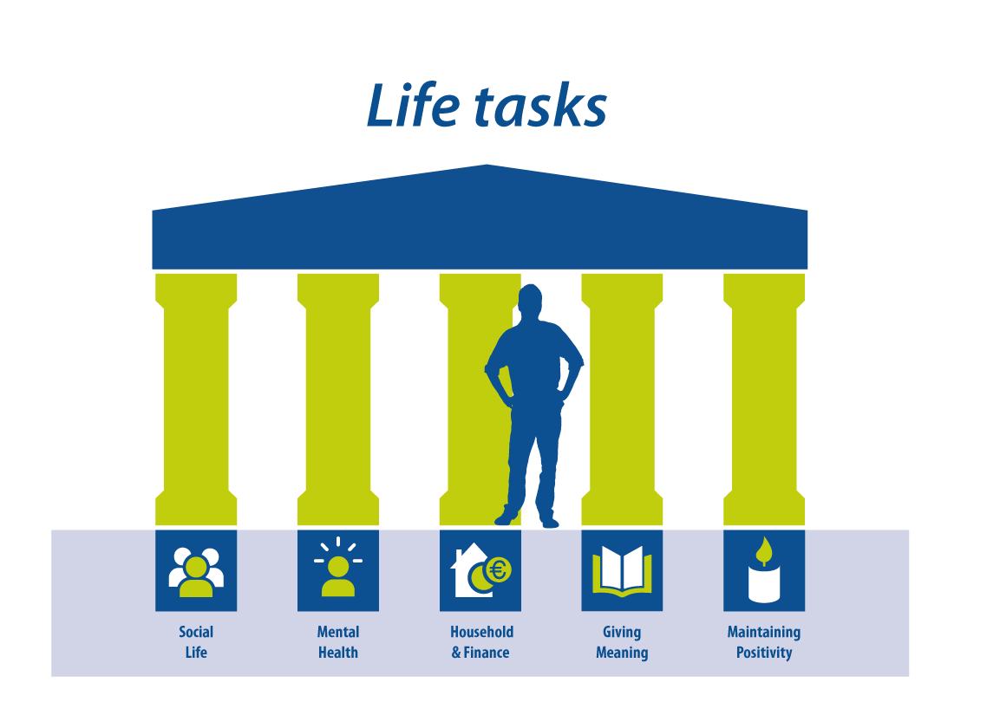 Life tasks
€
Social
Life
Mental
Health
Household
& Finance
Giving
Meaning
Maintaining
Positivity